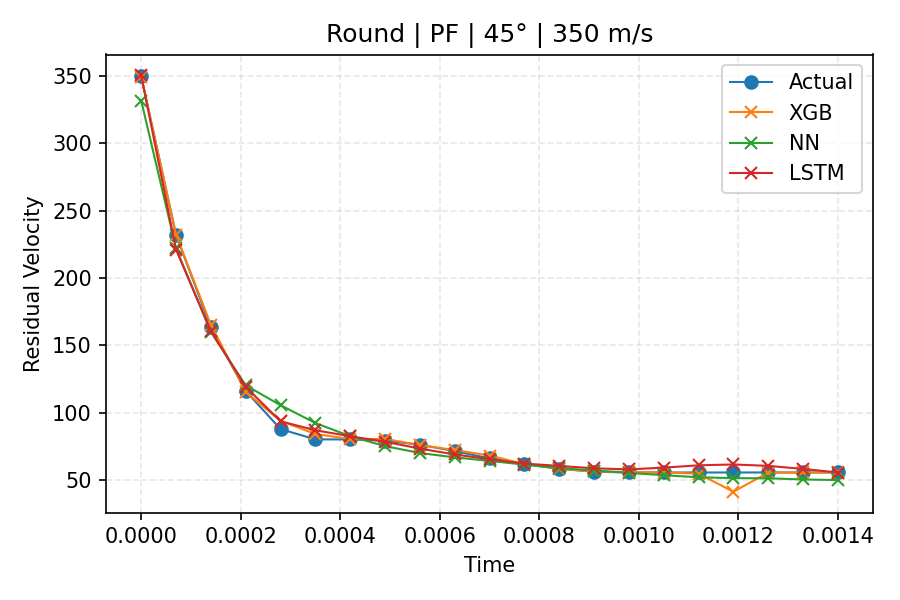 Round | PF | 45° | 350 m/s
Residual Velocity
350
300
250
200
150
100
50
Actual
XGB
NN
LSTM
0.0000 0.0002 0.0004 0.0006 0.0008 0.0010 0.0012 0.0014
Time